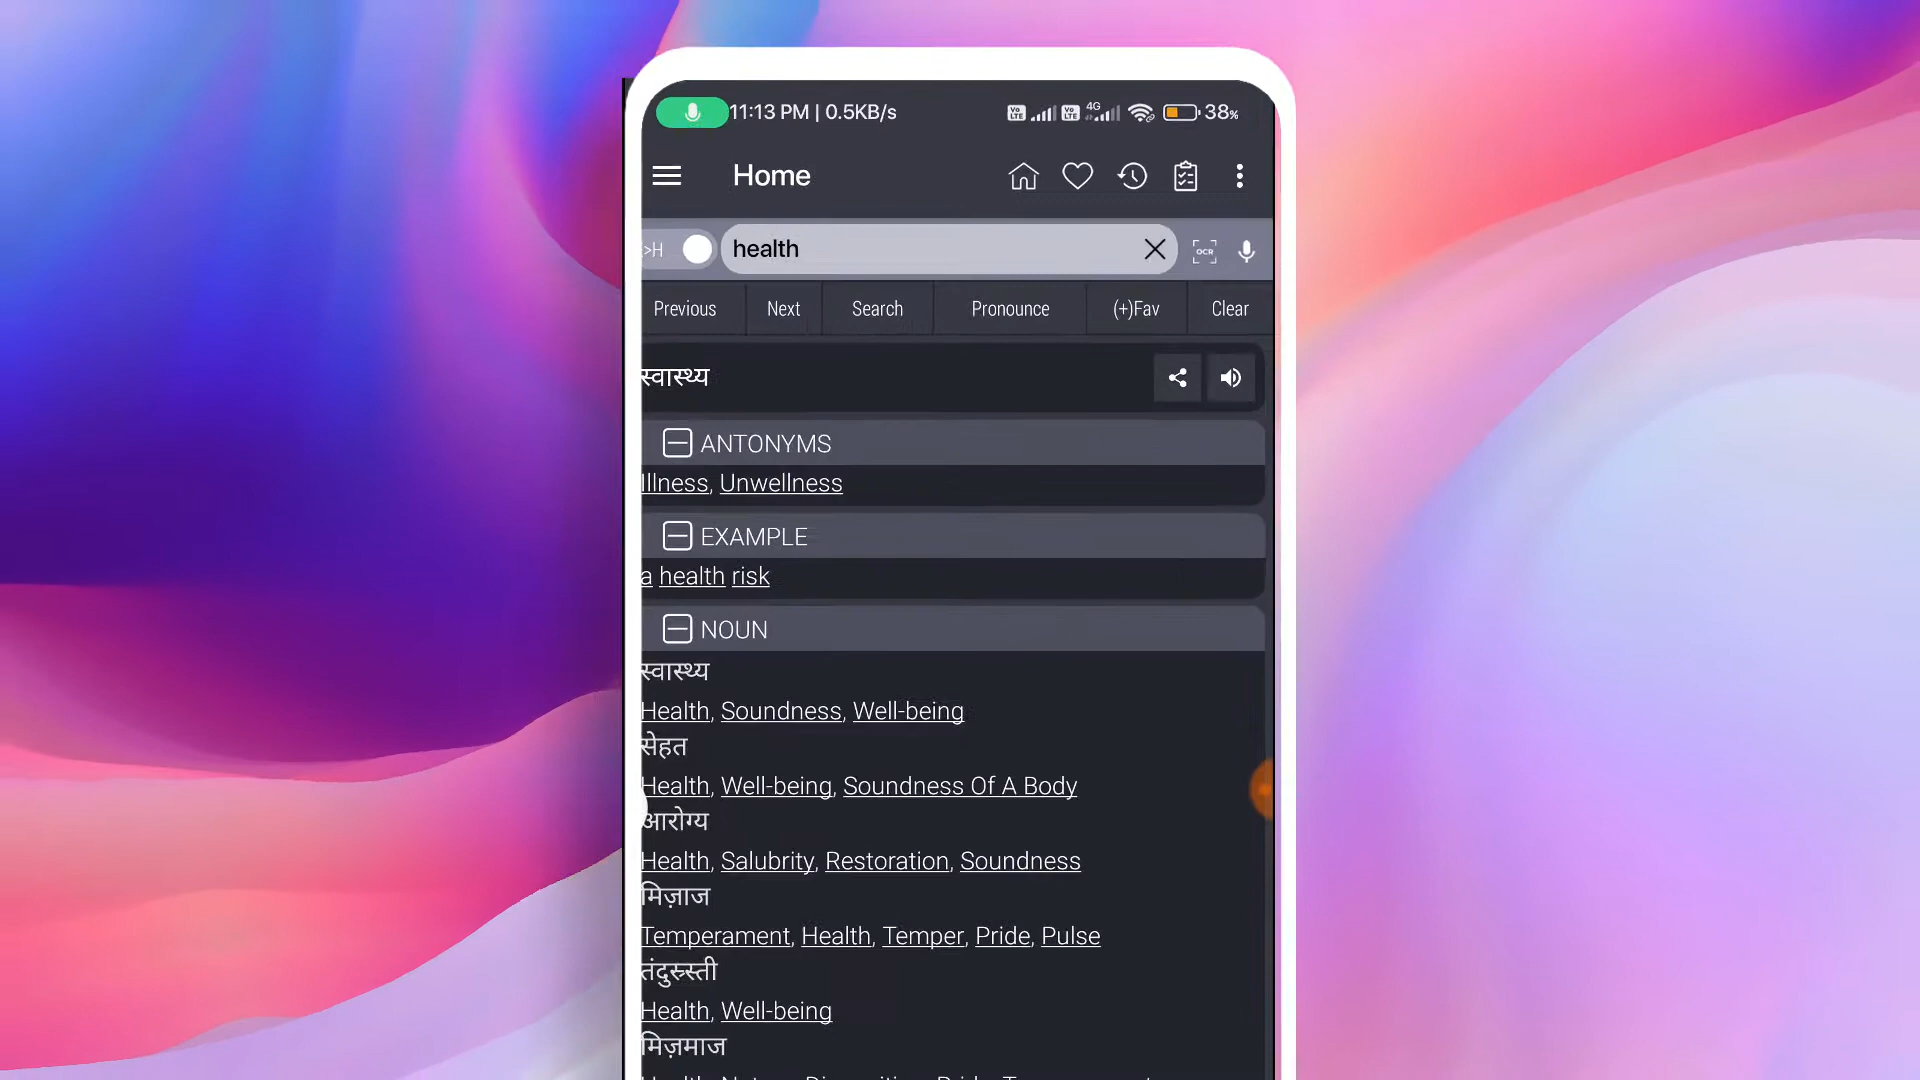 11:13 PM | 0.5KB/s 4G 38%
Home
>H health OCR
Previous Next Search Pronounce (+)Fav Clear
स्वास्थ्य
ANTONYMS
Illness, Unwellness
EXAMPLE
a health risk
NOUN
स्वास्थ्य
Health, Soundness, Well-being
सेहत
Health, Well-being, Soundness Of A Body
आरोग्य
Health, Salubrity, Restoration, Soundness
मिज़ाज
Temperament, Health, Temper, Pride, Pulse
तंदुरुस्ती
Health, Well-being
मिज़माज